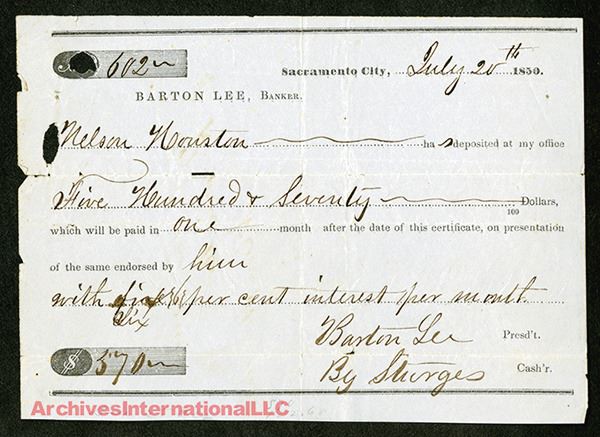 No. 602
Sacramento City, July 20th 1850.
BARTON LEE, BANKER.
Nelson Houston has deposited at my office
Five Hundred & Seventy 100 Dollars,
which will be paid in one month after the date of this certificate, on presentation
of the same endorsed by him
with (6) per cent interest per month
Six
Barton Lee Presd't.
$ 570 By Sturges Cash'r.
ArchivesInternationalLLC